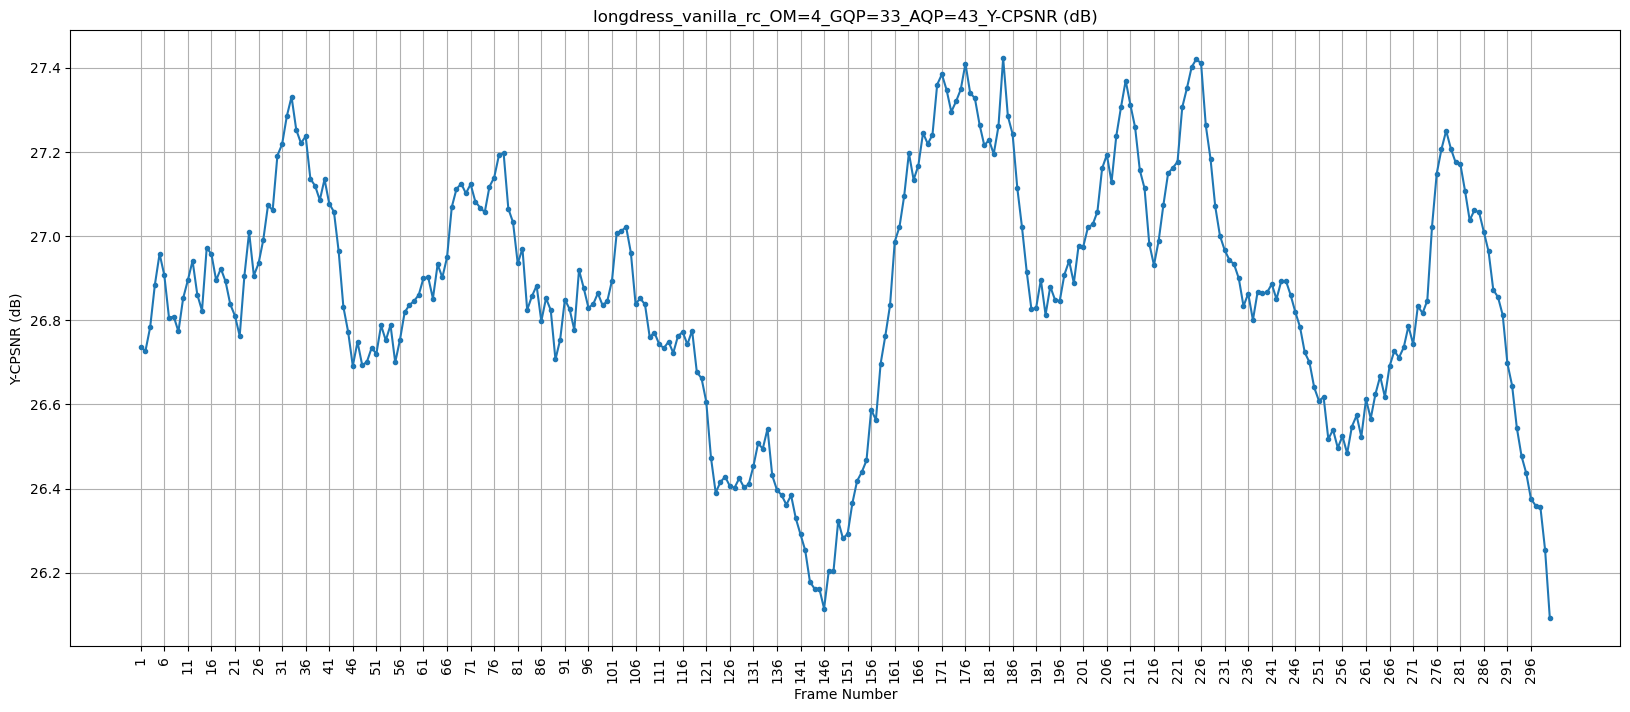 longdress_vanilla_rc_OM=4_GQP=33_AQP=43_Y-CPSNR (dB)
Y-CPSNR (dB)
27.4
27.2
27.0
26.8
26.6
26.4
26.2
1 6 11 16 21 26 31 36 41 46 51 56 61 66 71 76 81 86 91 96 101 106 111 116 121 126 131 136 141 146 151 156 161 166 171 176 181 186 191 196 201 206 211 216 221 226 231 236 241 246 251 256 261 266 271 276 281 286 291 296
Frame Number